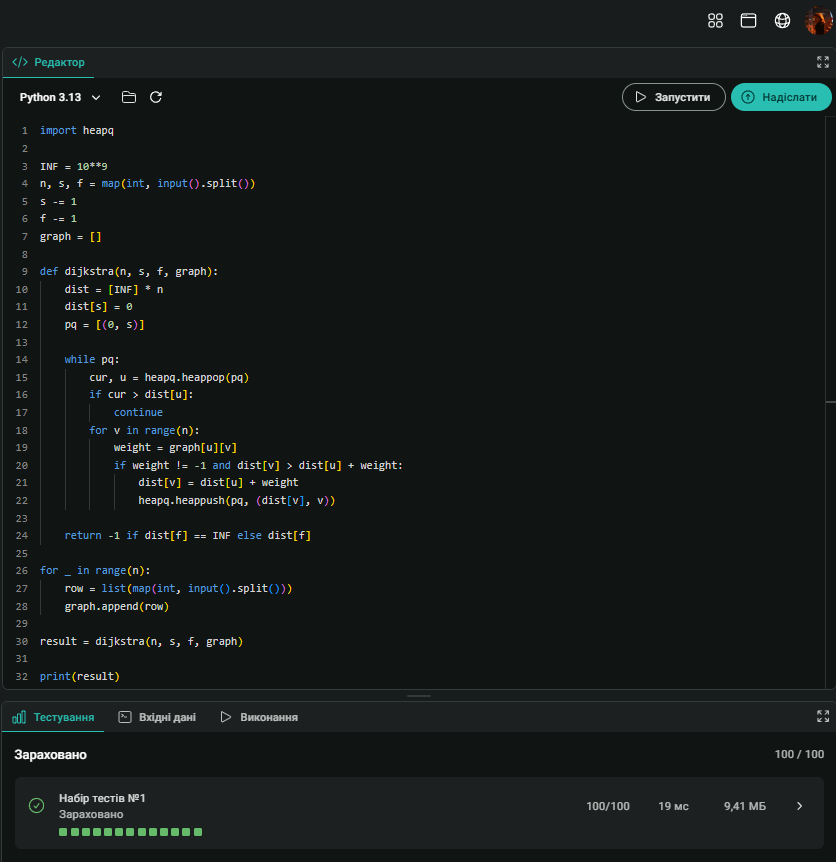 </> Редактор
Python 3.13
Запустити
Надіслати
1 import heapq
2
3 INF = 10**9
4 n, s, f = map(int, input().split())
5 s -= 1
6 f -= 1
7 graph = []
8
9 def dijkstra(n, s, f, graph):
10     dist = [INF] * n
11     dist[s] = 0
12     pq = [(0, s)]
13
14     while pq:
15         cur, u = heapq.heappop(pq)
16         if cur > dist[u]:
17             continue
18         for v in range(n):
19             weight = graph[u][v]
20             if weight != -1 and dist[v] > dist[u] + weight:
21                 dist[v] = dist[u] + weight
22                 heapq.heappush(pq, (dist[v], v))
23
24     return -1 if dist[f] == INF else dist[f]
25
26 for _ in range(n):
27     row = list(map(int, input().split()))
28     graph.append(row)
29
30 result = dijkstra(n, s, f, graph)
31
32 print(result)
Тестування
Вхідні дані
Виконання
Зараховано
100 / 100
Набір тестів №1
Зараховано
100/100
19 мс
9,41 МБ